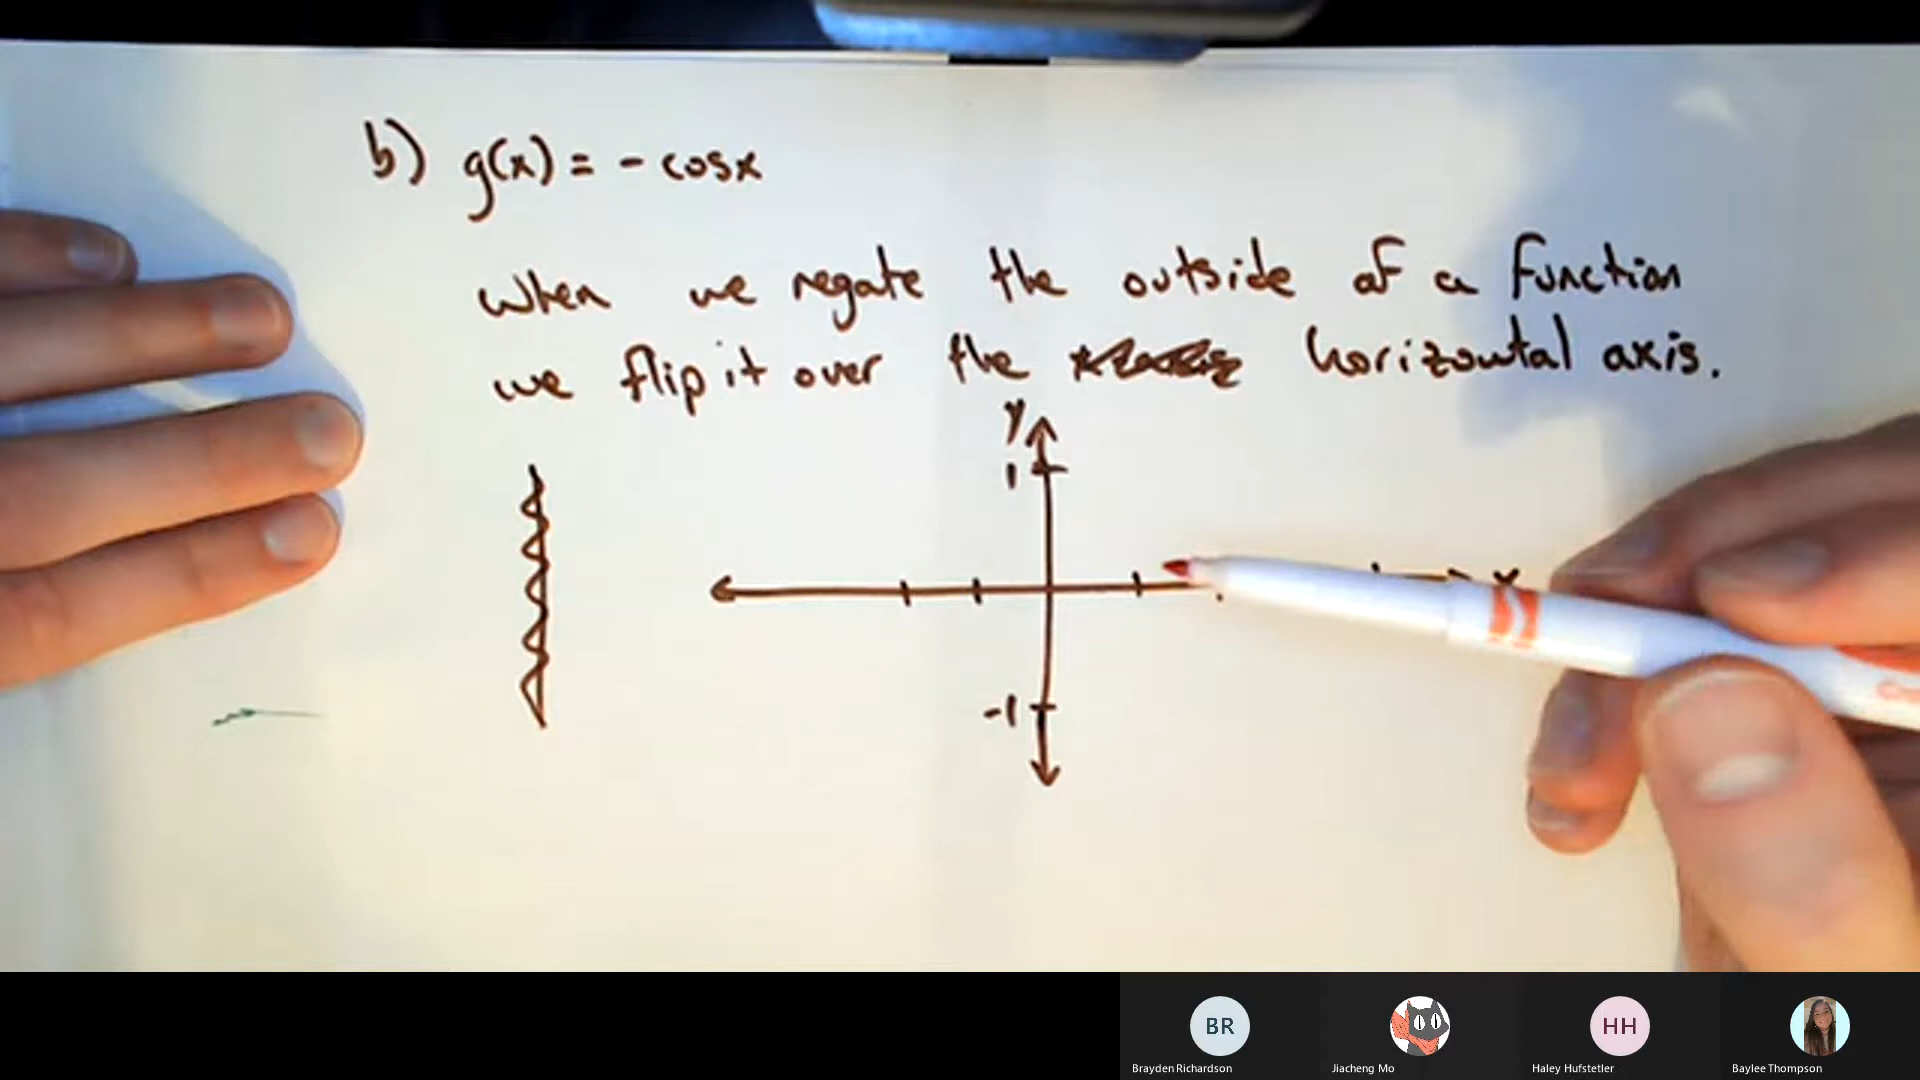 b) g(x) = - cosx
When we negate the outside of a function
we flip it over the horizontal axis.
y
1
x
-1
BR
HH
Brayden Richardson
Jiacheng Mo
Haley Hufstetler
Baylee Thompson